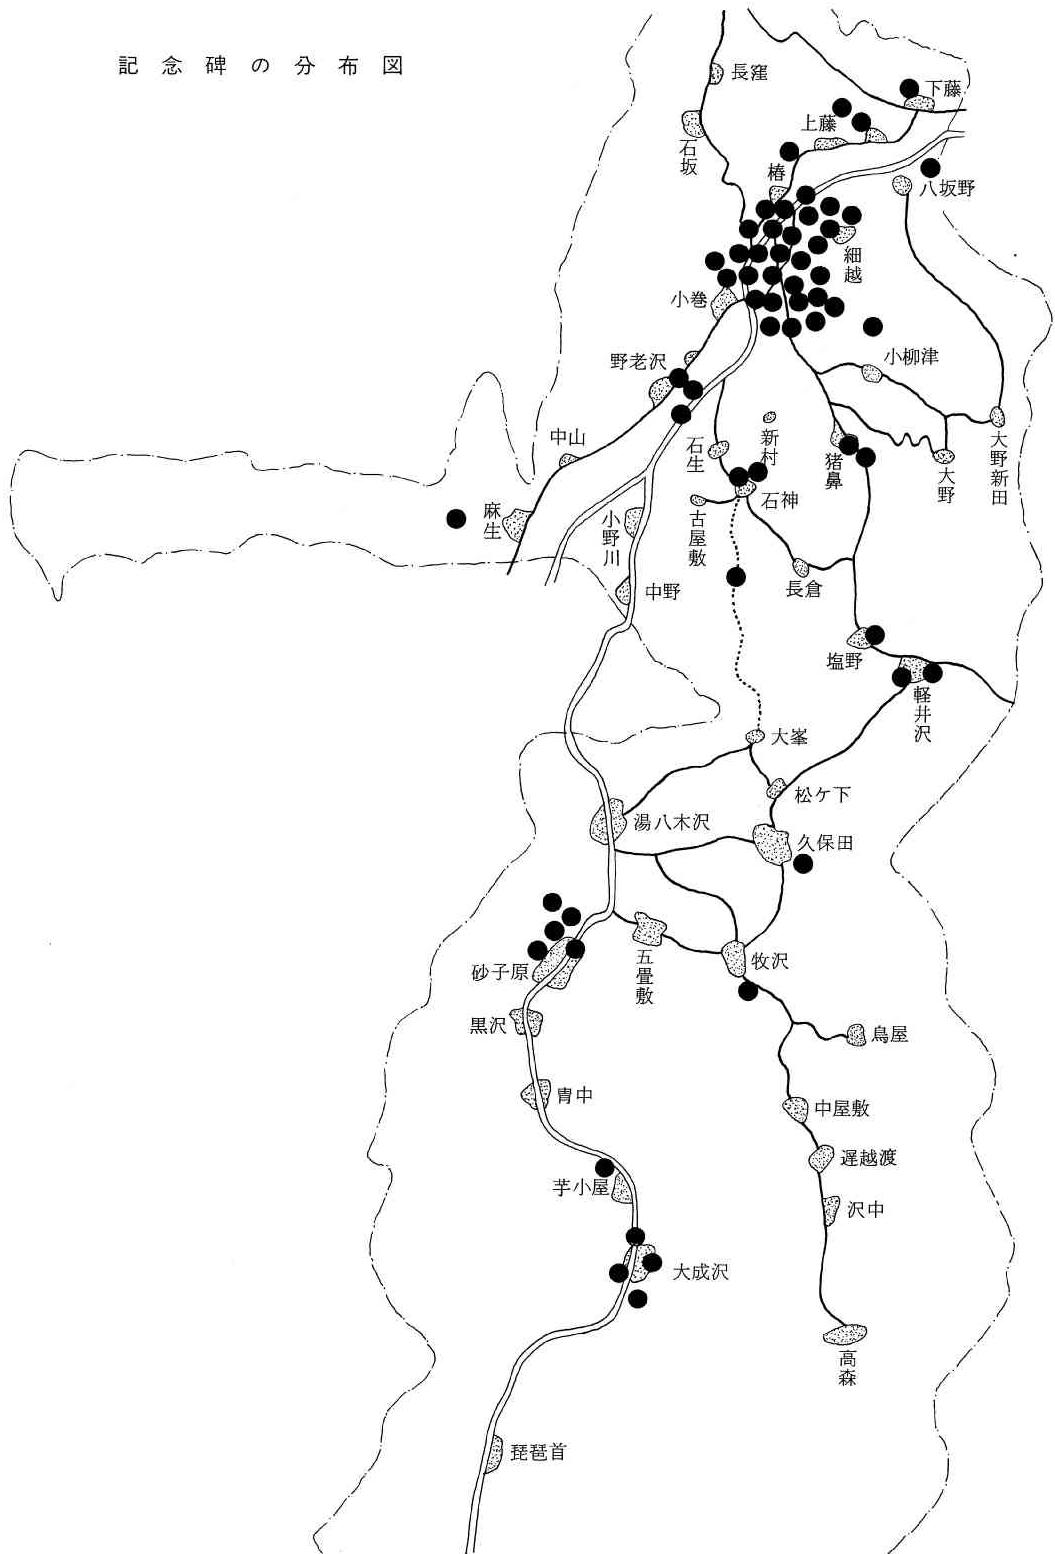 記念碑の分布図
長窪
下藤
上藤
石坂
椿
八坂野
細越
小巻
小柳津
野老沢
中山
石生
新村
猪鼻
大野
大野新田
麻生
小野川
古屋敷
石神
中野
長倉
塩野
軽井沢
大峯
松ケ下
湯八木沢
久保田
砂子原
五畳敷
牧沢
黒沢
鳥屋
冑中
中屋敷
遅越渡
芋小屋
沢中
大成沢
高森
琵琶首